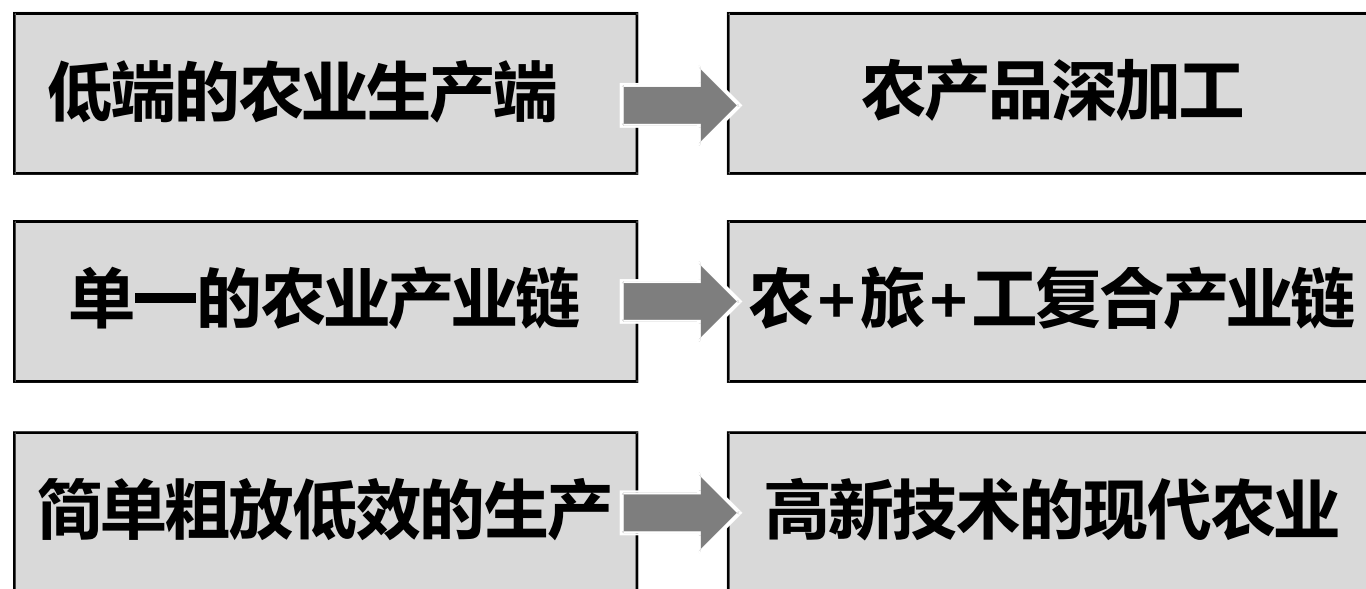 低端的农业生产端
农产品深加工
单一的农业产业链
农+旅+工复合产业链
简单粗放低效的生产
高新技术的现代农业